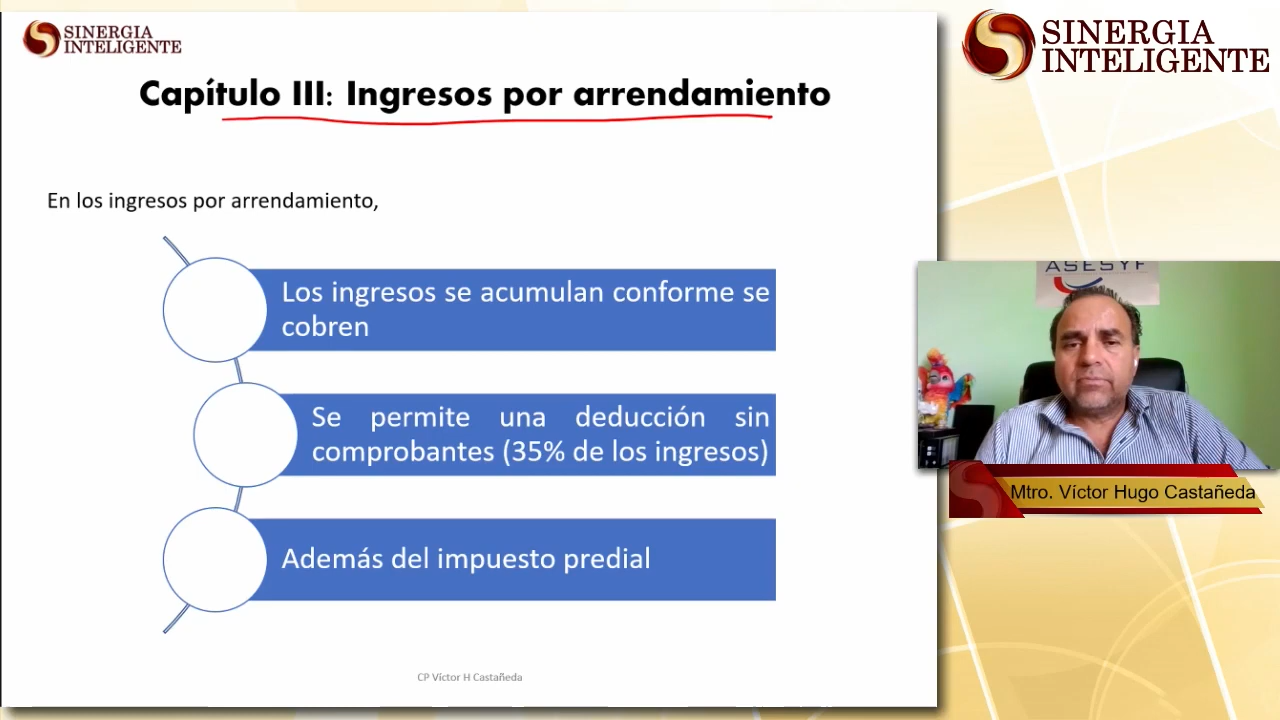 SINERGIA
INTELIGENTE
Capítulo III: Ingresos por arrendamiento
En los ingresos por arrendamiento,
Los ingresos se acumulan conforme se
cobren
Se permite una deducción sin
comprobantes (35% de los ingresos)
Además del impuesto predial
CP Víctor H Castañeda
SINERGIA
INTELIGENTE
ASESYF
Mtro. Víctor Hugo Castañeda